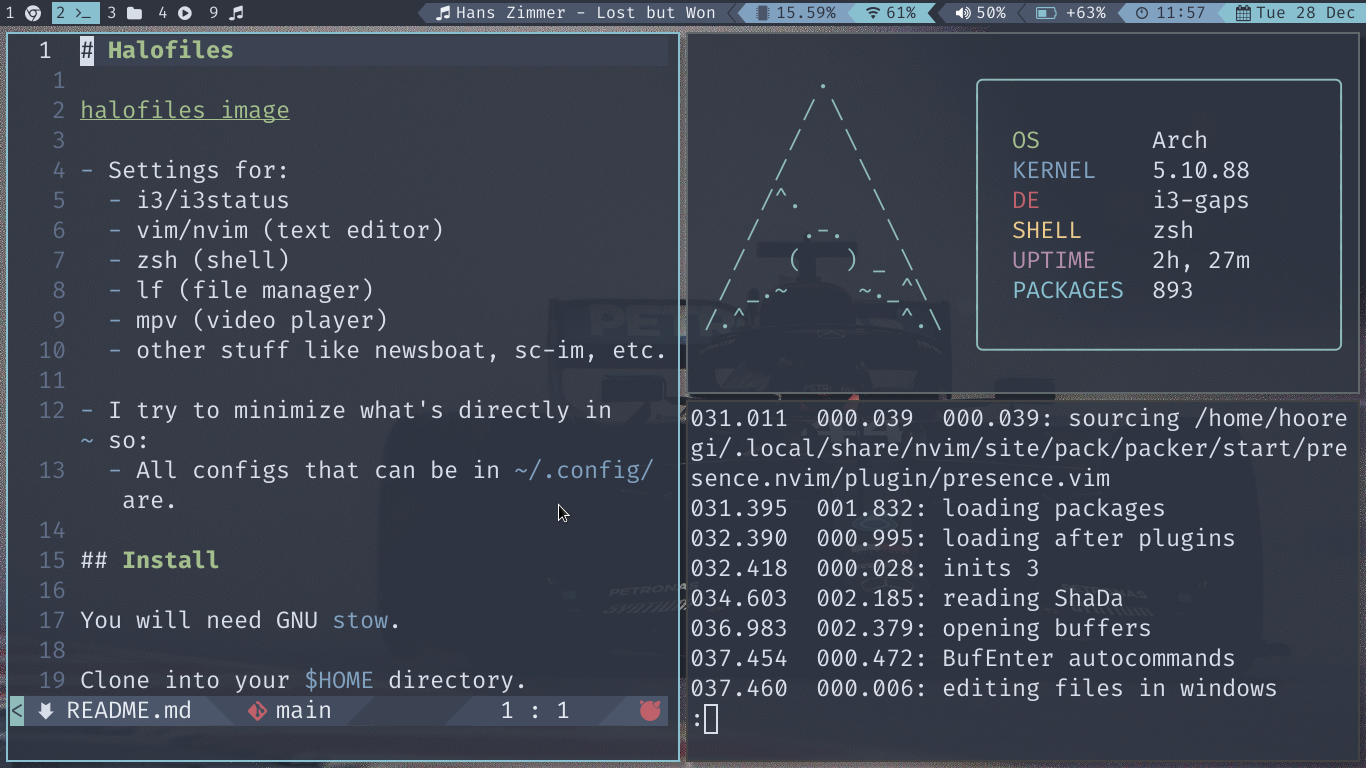 1 2 3 4 9 Hans Zimmer - Lost but Won 15.59% 61% 50% +63% 11:57 Tue 28 Dec
1 # Halofiles
1
2 halofiles image
3
4 - Settings for:
5 - i3/i3status
6 - vim/nvim (text editor)
7 - zsh (shell)
8 - lf (file manager)
9 - mpv (video player)
10 - other stuff like newsboat, sc-im, etc.
11
12 - I try to minimize what's directly in
~ so:
13 - All configs that can be in ~/.config/
are.
14
15 ## Install
16
17 You will need GNU stow.
18
19 Clone into your $HOME directory.
< README.md main 1 : 1
OS Arch
KERNEL 5.10.88
DE i3-gaps
SHELL zsh
UPTIME 2h, 27m
PACKAGES 893
031.011 000.039 000.039: sourcing /home/hoore
gi/.local/share/nvim/site/pack/packer/start/pre
sence.nvim/plugin/presence.vim
031.395 001.832: loading packages
032.390 000.995: loading after plugins
032.418 000.028: inits 3
034.603 002.185: reading ShaDa
036.983 002.379: opening buffers
037.454 000.472: BufEnter autocommands
037.460 000.006: editing files in windows
:
PETRONAS